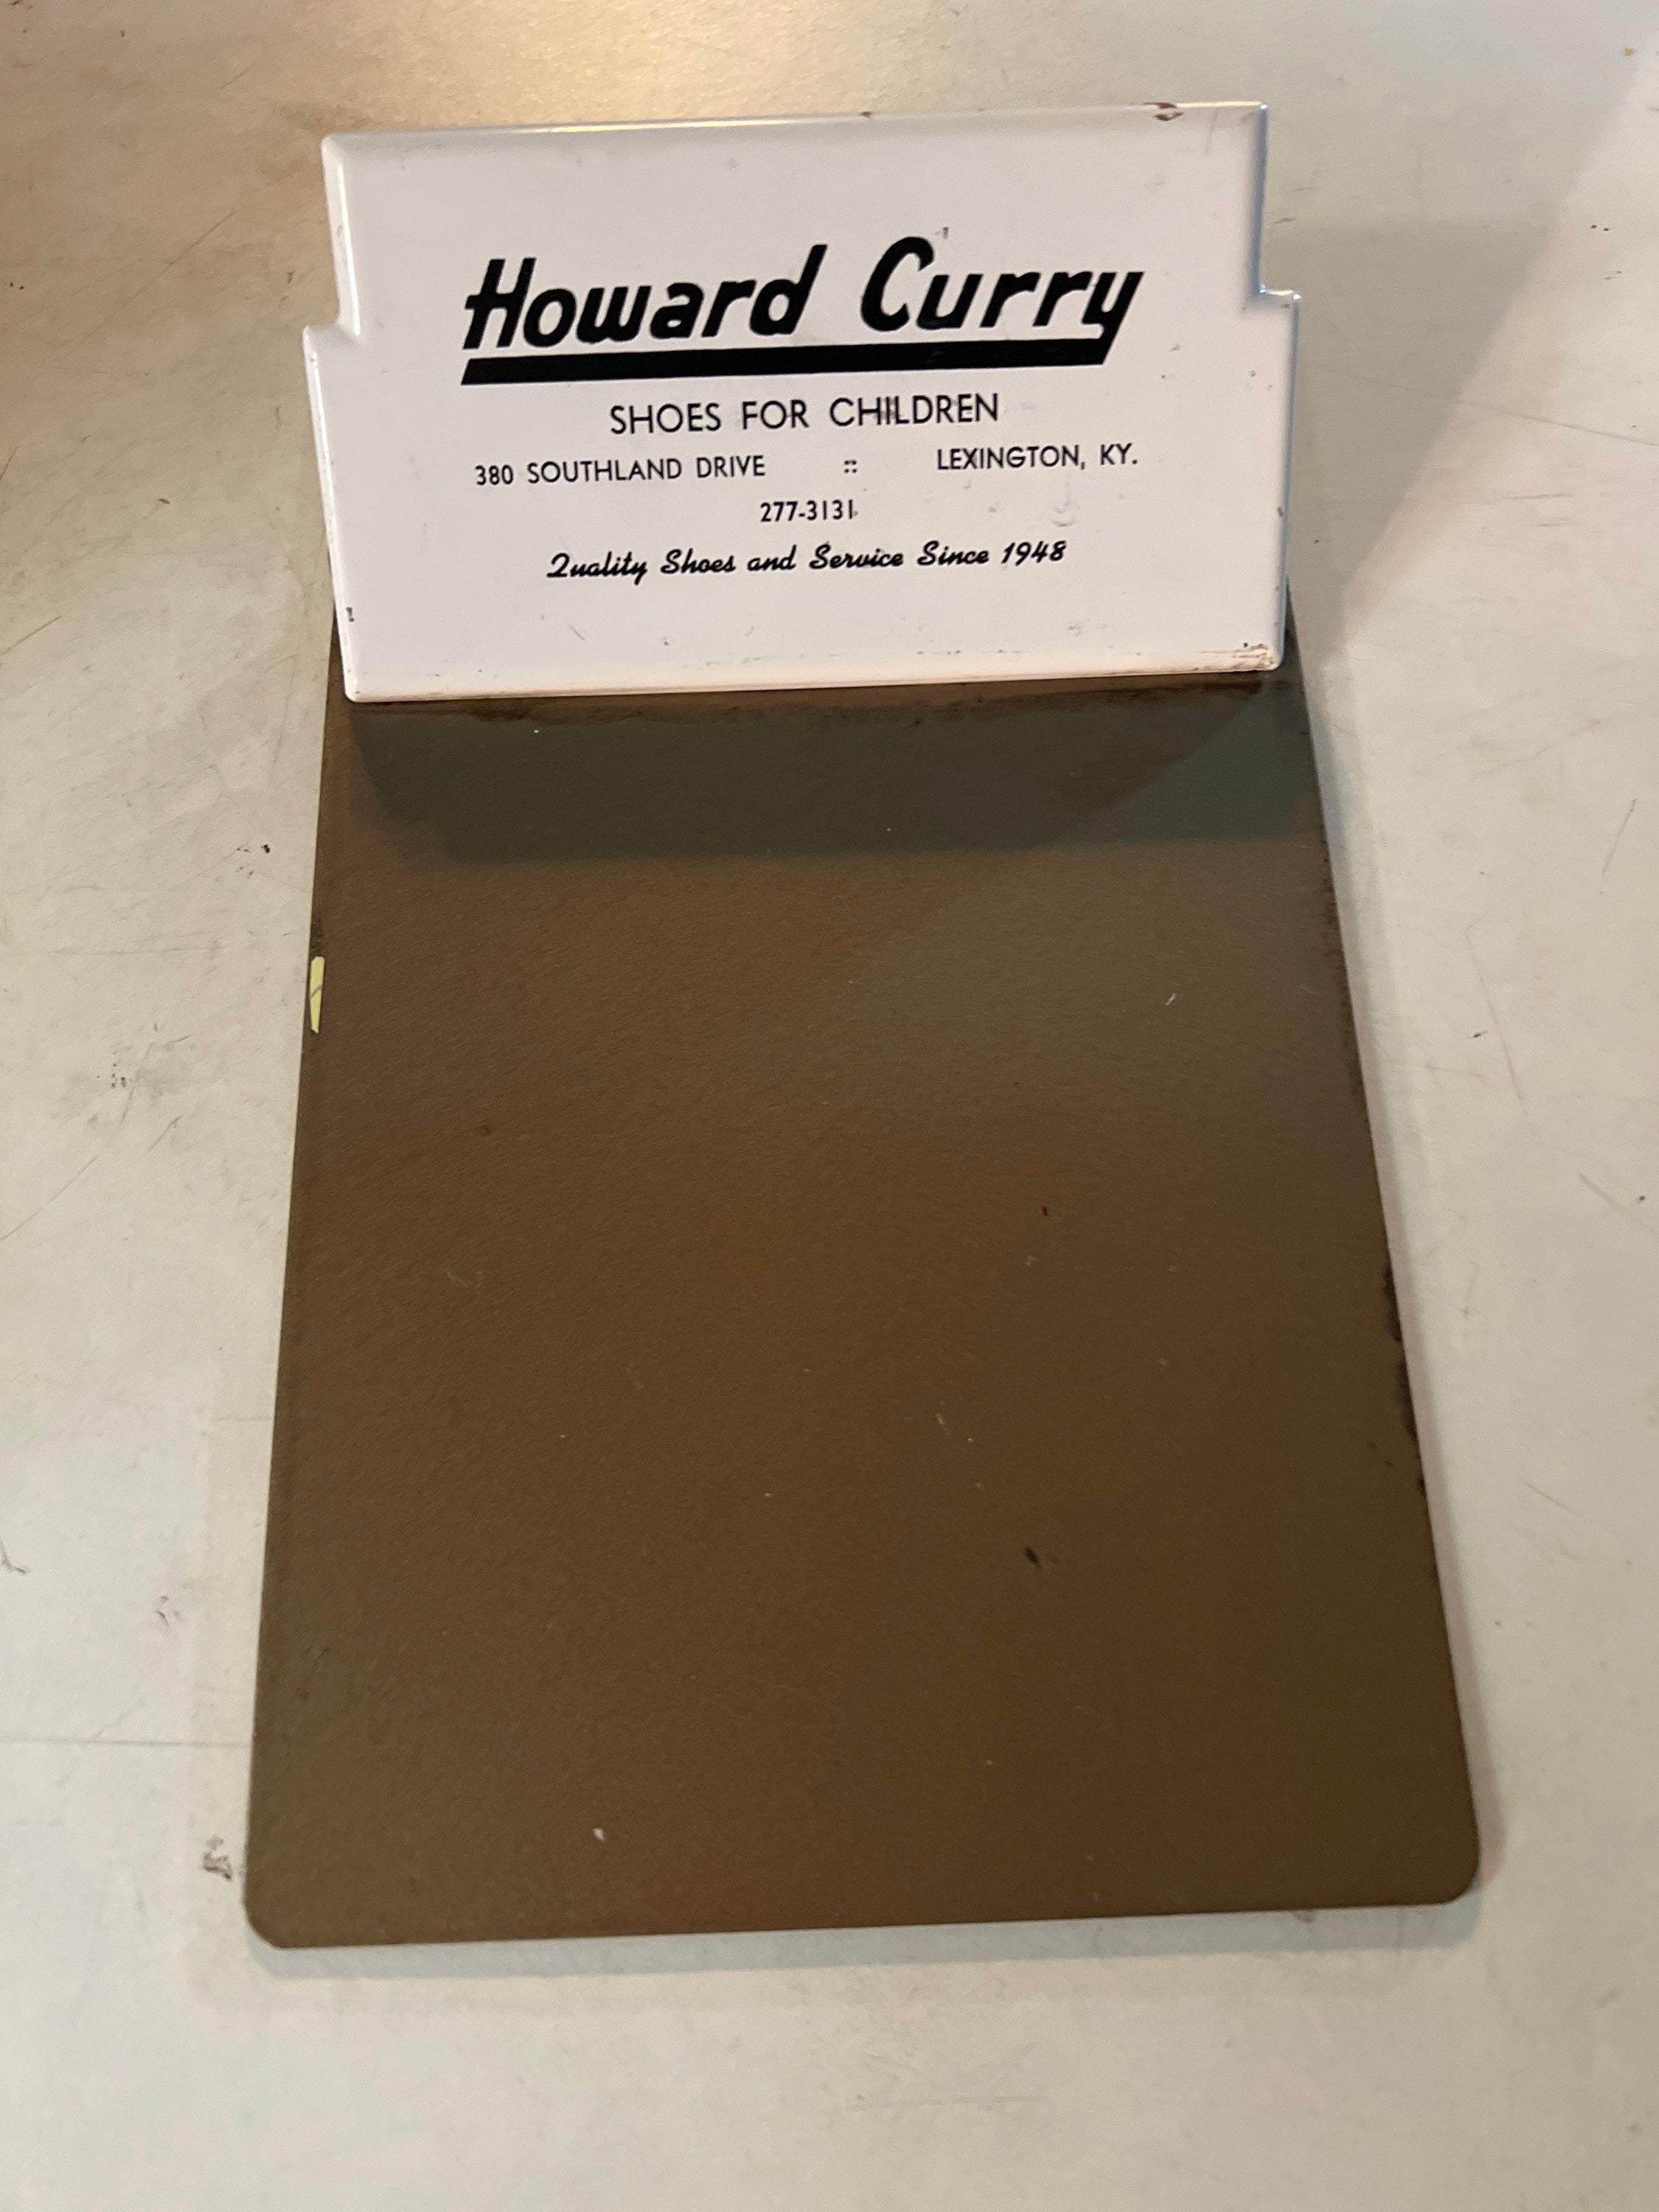 Howard Curry
SHOES FOR CHILDREN
380 SOUTHLAND DRIVE :: LEXINGTON, KY.
277-3131
Quality Shoes and Service Since 1948